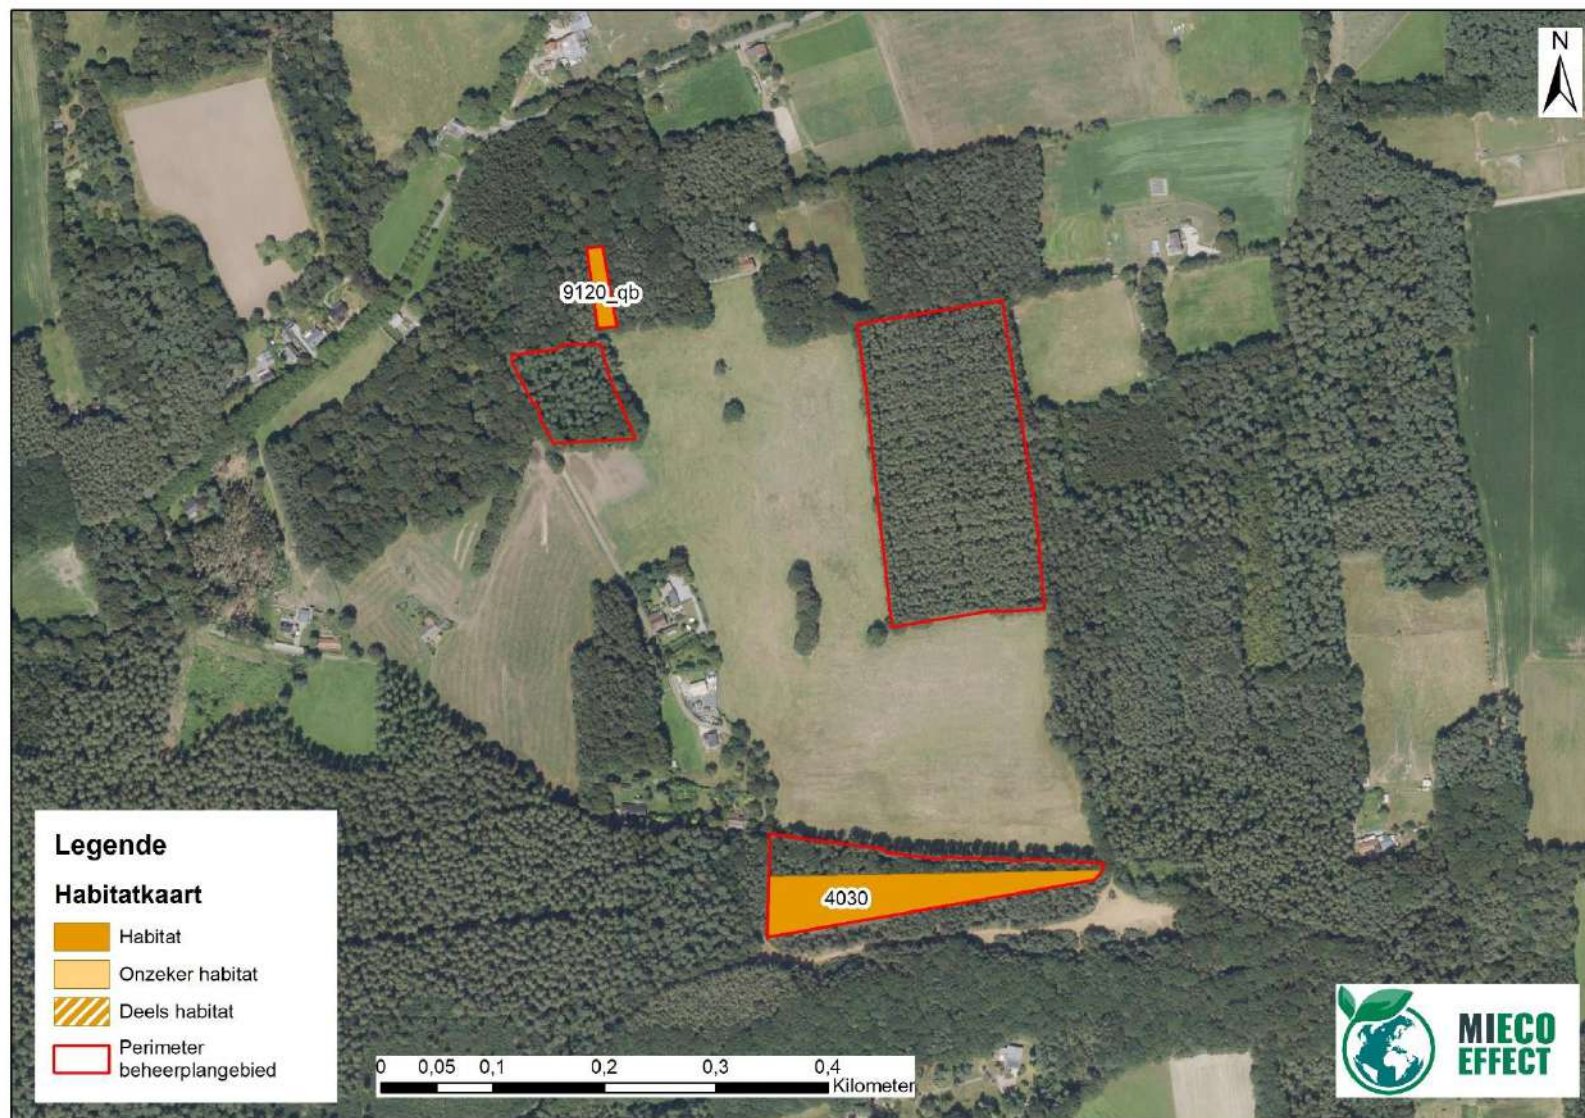 N
9120_qb
4030
Legende
Habitatkaart
Habitat
Onzeker habitat
Deels habitat
Perimeter
beheerplangebied
0 0,05 0,1 0,2 0,3 0,4
Kilometer
MIECO
EFFECT